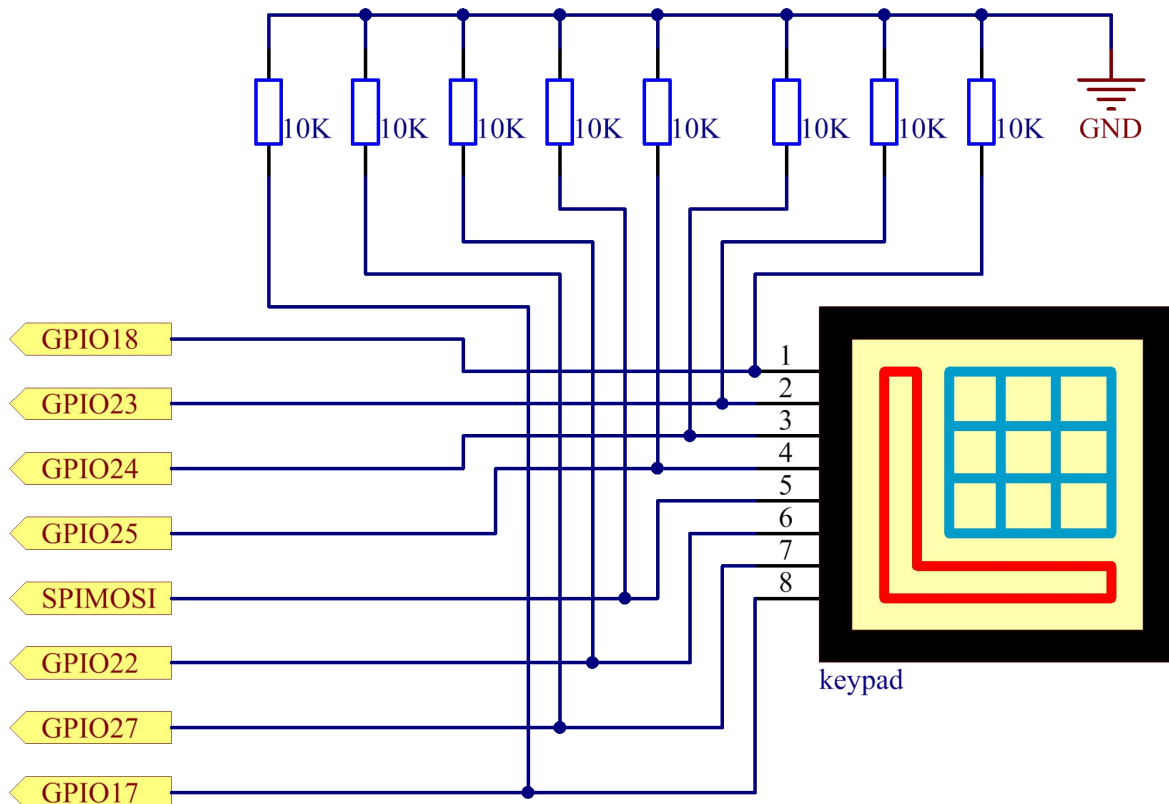 10K 10K 10K 10K 10K 10K 10K 10K
GND
GPIO18
GPIO23
GPIO24
GPIO25
SPIMOSI
GPIO22
GPIO27
GPIO17
1
2
3
4
5
6
7
8
keypad